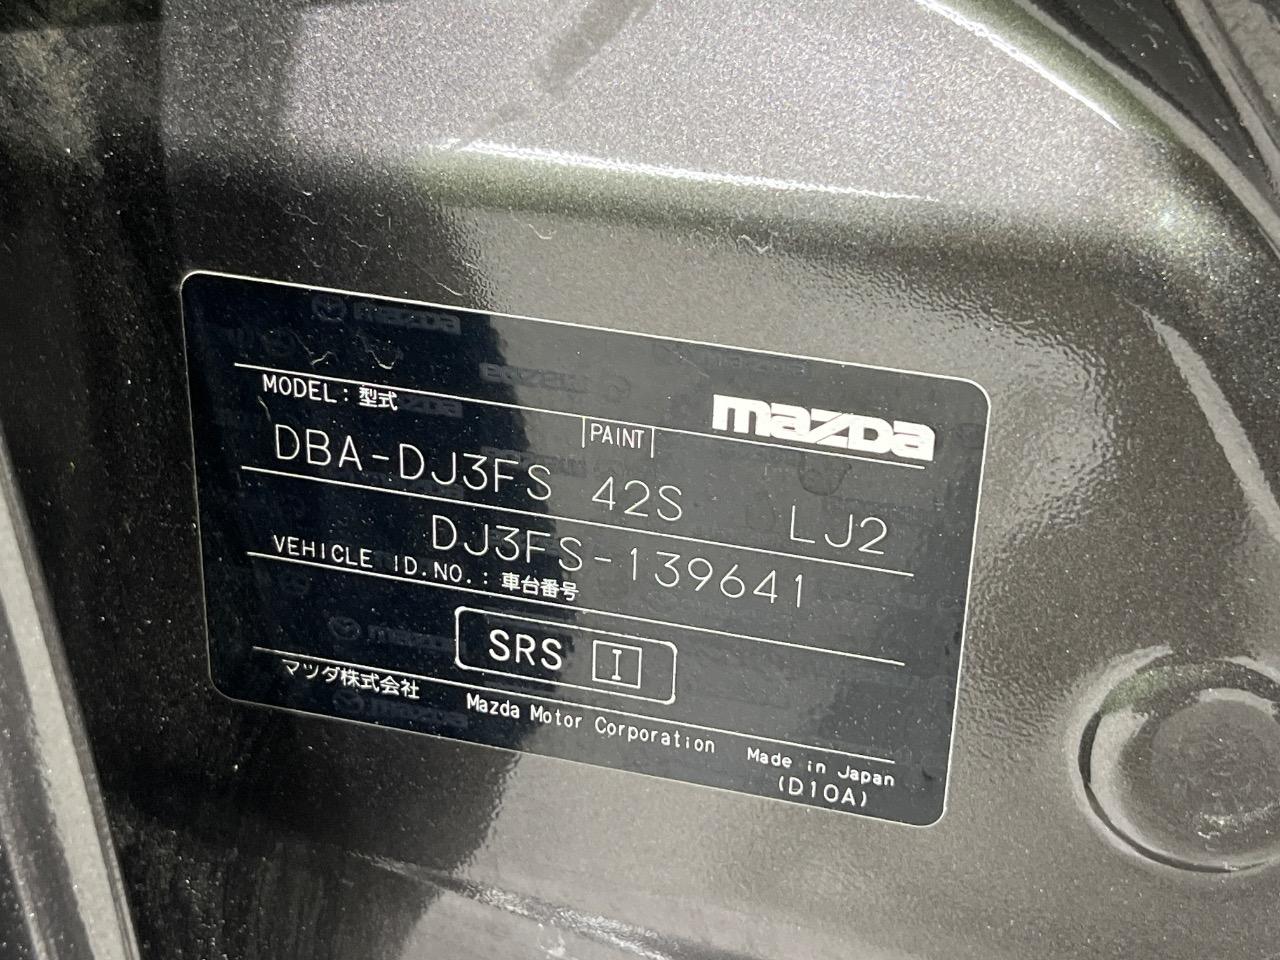 mazda
MODEL: 型式
PAINT
DBA-DJ3FS 42S LJ2
DJ3FS-139641
VEHICLE ID.NO.: 車台番号
SRS I
マツダ株式会社 Mazda Motor Corporation Made in Japan
(D10A)